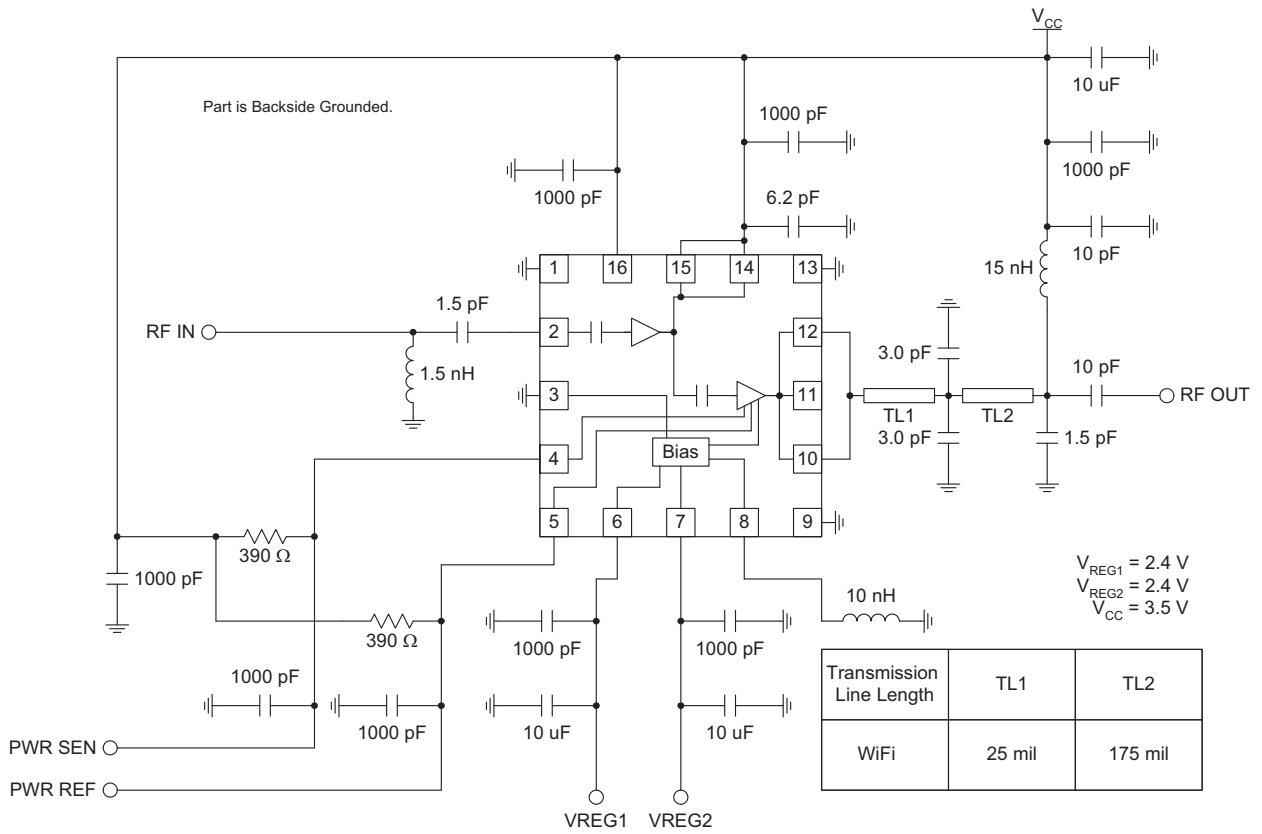 V_CC
10 uF
Part is Backside Grounded.
1000 pF
1000 pF
1000 pF
6.2 pF
10 pF
1
16
15
14
13
15 nH
1.5 pF
RF IN
2
12
3.0 pF
10 pF
1.5 nH
3
11
TL1
TL2
RF OUT
3.0 pF
1.5 pF
4
Bias
10
5
6
7
8
9
390 Ω
1000 pF
V_REG1 = 2.4 V
V_REG2 = 2.4 V
V_CC = 3.5 V
10 nH
390 Ω
1000 pF
1000 pF
1000 pF
1000 pF
10 uF
10 uF
Transmission
Line Length
TL1
TL2
WiFi
25 mil
175 mil
PWR SEN
PWR REF
VREG1
VREG2